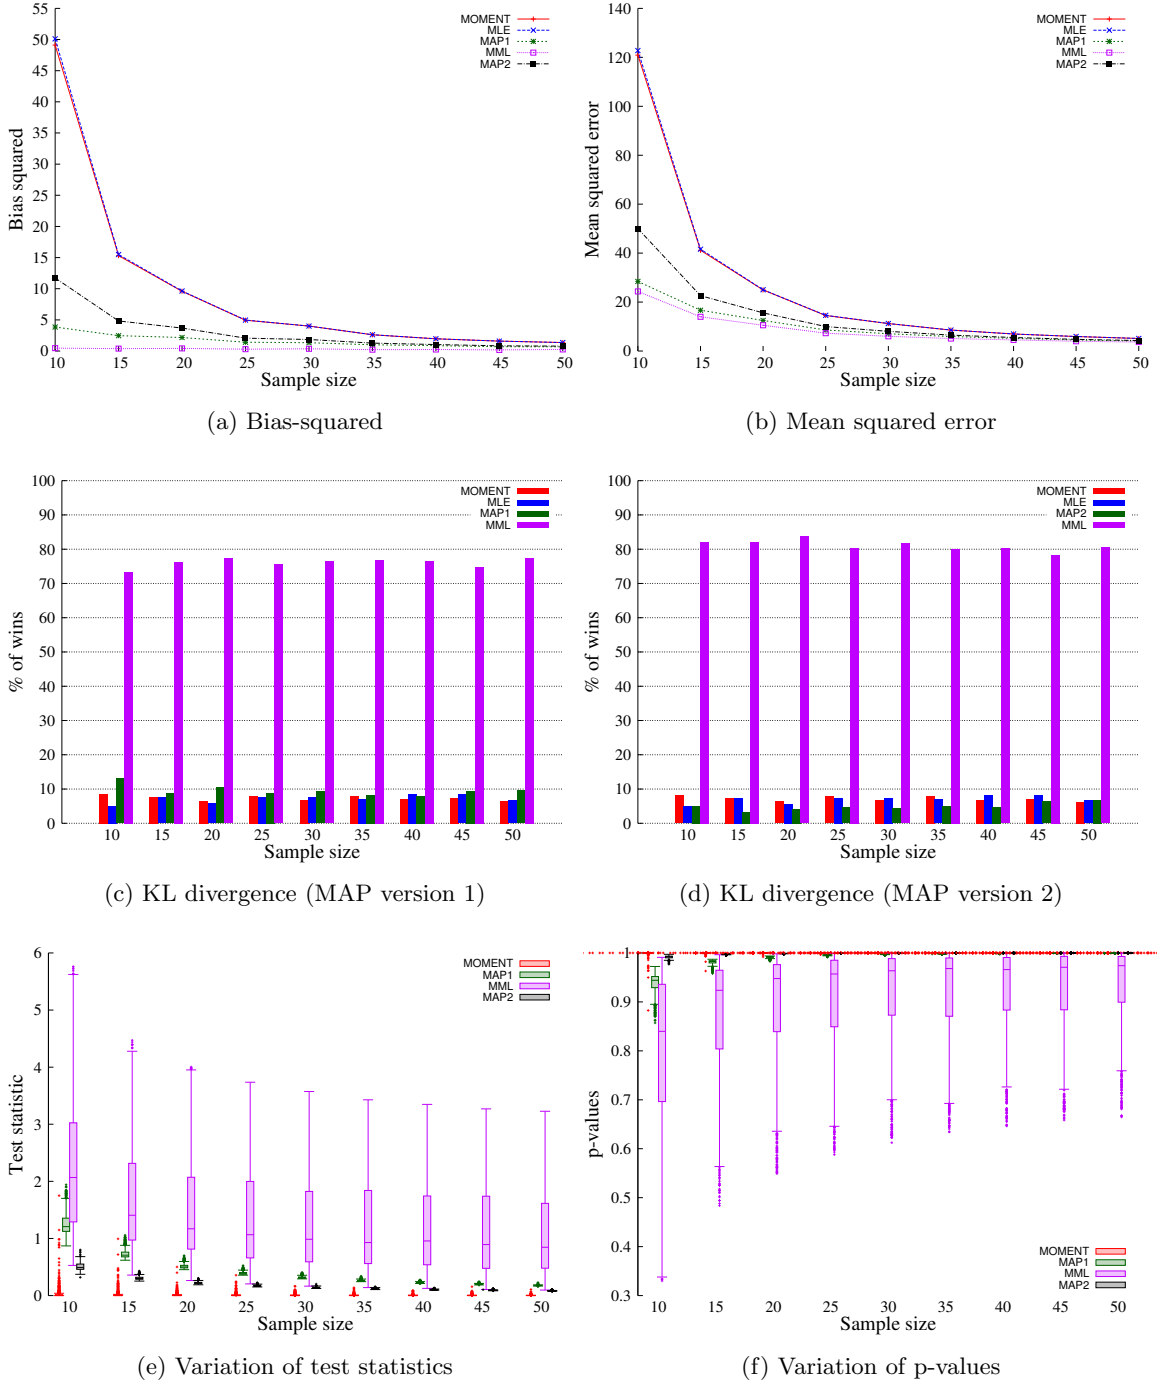 55
50
45
40
35
30
25
20
15
10
5
0
Bias squared
10 15 20 25 30 35 40 45 50
Sample size
MOMENT
MLE
MAP1
MML
MAP2
(a) Bias-squared
140
120
100
80
60
40
20
0
Mean squared error
10 15 20 25 30 35 40 45 50
Sample size
MOMENT
MLE
MAP1
MML
MAP2
(b) Mean squared error
100
90
80
70
60
50
40
30
20
10
0
% of wins
10 15 20 25 30 35 40 45 50
Sample size
MOMENT
MLE
MAP1
MML
(c) KL divergence (MAP version 1)
100
90
80
70
60
50
40
30
20
10
0
% of wins
10 15 20 25 30 35 40 45 50
Sample size
MOMENT
MLE
MAP2
MML
(d) KL divergence (MAP version 2)
6
5
4
3
2
1
0
Test statistic
10 15 20 25 30 35 40 45 50
Sample size
MOMENT
MAP1
MML
MAP2
(e) Variation of test statistics
1
0.9
0.8
0.7
0.6
0.5
0.4
0.3
p-values
10 15 20 25 30 35 40 45 50
Sample size
MOMENT
MAP1
MML
MAP2
(f) Variation of p-values